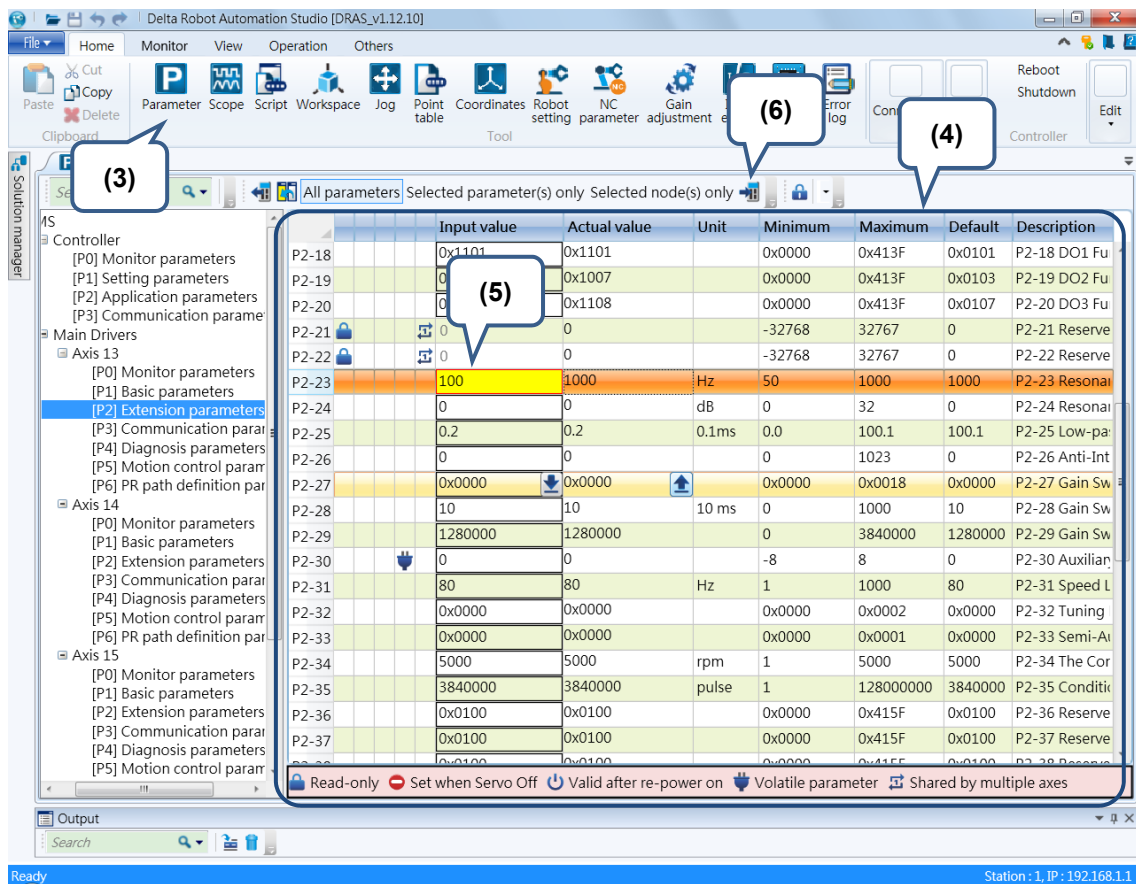 Delta Robot Automation Studio [DRAS_v1.12.10]
File Home Monitor View Operation Others
Paste Cut Copy Delete
Clipboard
Parameter Scope Script Workspace Jog Point table Coordinates Robot setting NC parameter Gain adjustment Error log
Tool
Reboot
Shutdown
Controller
Edit
(3)
(6)
(4)
(5)
Solution manager
All parameters Selected parameter(s) only Selected node(s) only
Controller
[P0] Monitor parameters
[P1] Setting parameters
[P2] Application parameters
[P3] Communication parame
Main Drivers
Axis 13
[P0] Monitor parameters
[P1] Basic parameters
[P2] Extension parameters
[P3] Communication parar
[P4] Diagnosis parameters
[P5] Motion control param
[P6] PR path definition par
Axis 14
[P0] Monitor parameters
[P1] Basic parameters
[P2] Extension parameters
[P3] Communication parar
[P4] Diagnosis parameters
[P5] Motion control param
[P6] PR path definition par
Axis 15
[P0] Monitor parameters
[P1] Basic parameters
[P2] Extension parameters
[P3] Communication parar
[P4] Diagnosis parameters
[P5] Motion control param
Input value Actual value Unit Minimum Maximum Default Description
P2-18 0x1101 0x1101 0x0000 0x413F 0x0101 P2-18 DO1 Fu
P2-19 0x1007 0x0000 0x413F 0x0103 P2-19 DO2 Fu
P2-20 0x1108 0x0000 0x413F 0x0107 P2-20 DO3 Fu
P2-21 0 0 -32768 32767 0 P2-21 Reserve
P2-22 0 0 -32768 32767 0 P2-22 Reserve
P2-23 100 1000 Hz 50 1000 1000 P2-23 Resonar
P2-24 0 0 dB 0 32 0 P2-24 Resonar
P2-25 0.2 0.2 0.1ms 0.0 100.1 100.1 P2-25 Low-pa
P2-26 0 0 0 1023 0 P2-26 Anti-Int
P2-27 0x0000 0x0000 0x0000 0x0018 0x0000 P2-27 Gain Sw
P2-28 10 10 10 ms 0 1000 10 P2-28 Gain Sw
P2-29 1280000 1280000 0 3840000 1280000 P2-29 Gain Sw
P2-30 0 0 -8 8 0 P2-30 Auxiliar
P2-31 80 80 Hz 1 1000 80 P2-31 Speed L
P2-32 0x0000 0x0000 0x0000 0x0002 0x0000 P2-32 Tuning
P2-33 0x0000 0x0000 0x0000 0x0001 0x0000 P2-33 Semi-A
P2-34 5000 5000 rpm 1 5000 5000 P2-34 The Cor
P2-35 3840000 3840000 pulse 1 128000000 3840000 P2-35 Conditic
P2-36 0x0100 0x0100 0x0000 0x415F 0x0100 P2-36 Reserve
P2-37 0x0100 0x0100 0x0000 0x415F 0x0100 P2-37 Reserve
Read-only Set when Servo Off Valid after re-power on Volatile parameter Shared by multiple axes
Output
Search
Ready Station : 1, IP : 192.168.1.1